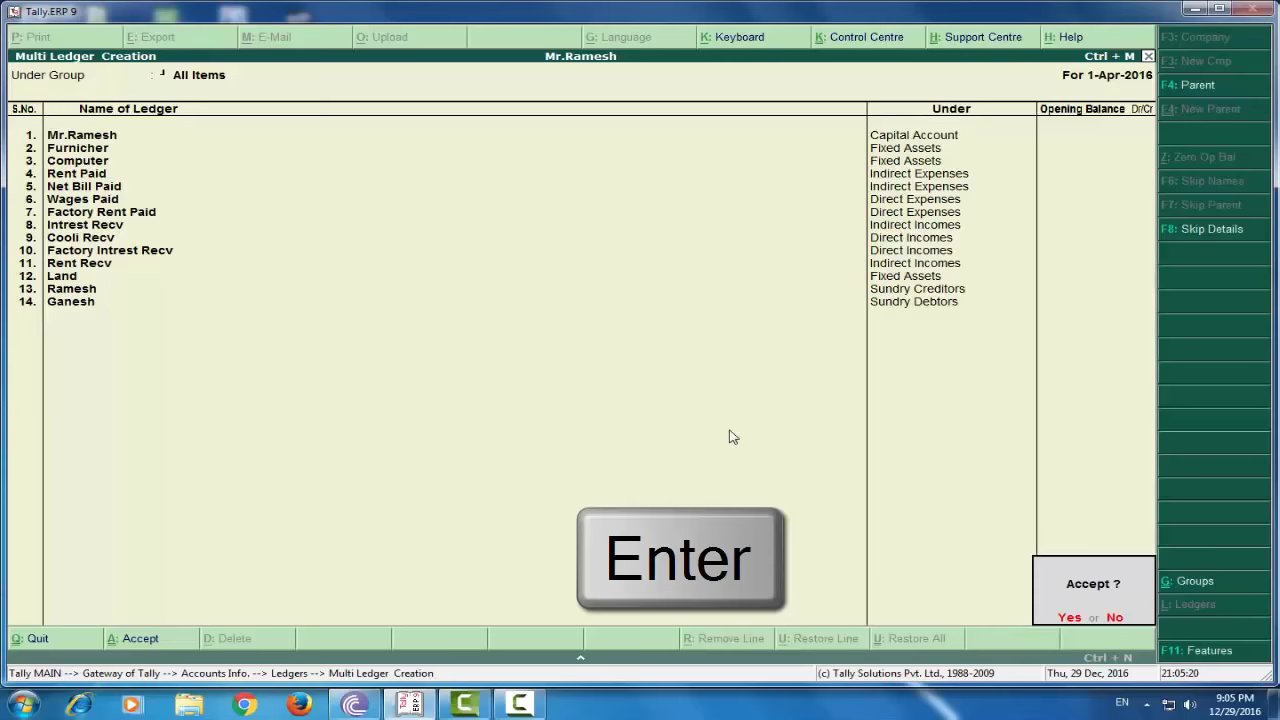 Tally.ERP 9
P: Print E: Export M: E-Mail O: Upload G: Language K: Keyboard K: Control Centre H: Support Centre H: Help
F3: Company
Multi Ledger Creation Mr.Ramesh Ctrl + M
F3: New Cmp
Under Group : ┘ All Items For 1-Apr-2016
F4: Parent
S.No. Name of Ledger Under Opening Balance Dr/Cr
F4: New Parent
1. Mr.Ramesh Capital Account
2. Furnicher Fixed Assets
3. Computer Fixed Assets
Z: Zero Op Bal
4. Rent Paid Indirect Expenses
F6: Skip Names
5. Net Bill Paid Indirect Expenses
6. Wages Paid Direct Expenses
F7: Skip Parent
7. Factory Rent Paid Direct Expenses
8. Intrest Recv Indirect Incomes
F8: Skip Details
9. Cooli Recv Direct Incomes
10. Factory Intrest Recv Direct Incomes
11. Rent Recv Indirect Incomes
12. Land Fixed Assets
13. Ramesh Sundry Creditors
14. Ganesh Sundry Debtors
Enter
Accept ?
Yes or No
G: Groups
L: Ledgers
Q: Quit A: Accept D: Delete R: Remove Line U: Restore Line U: Restore All
F11: Features
Ctrl + N
Tally MAIN --> Gateway of Tally --> Accounts Info. --> Ledgers --> Multi Ledger Creation (c) Tally Solutions Pvt. Ltd., 1988-2009 Thu, 29 Dec, 2016 21:05:20
EN 9:05 PM
12/29/2016